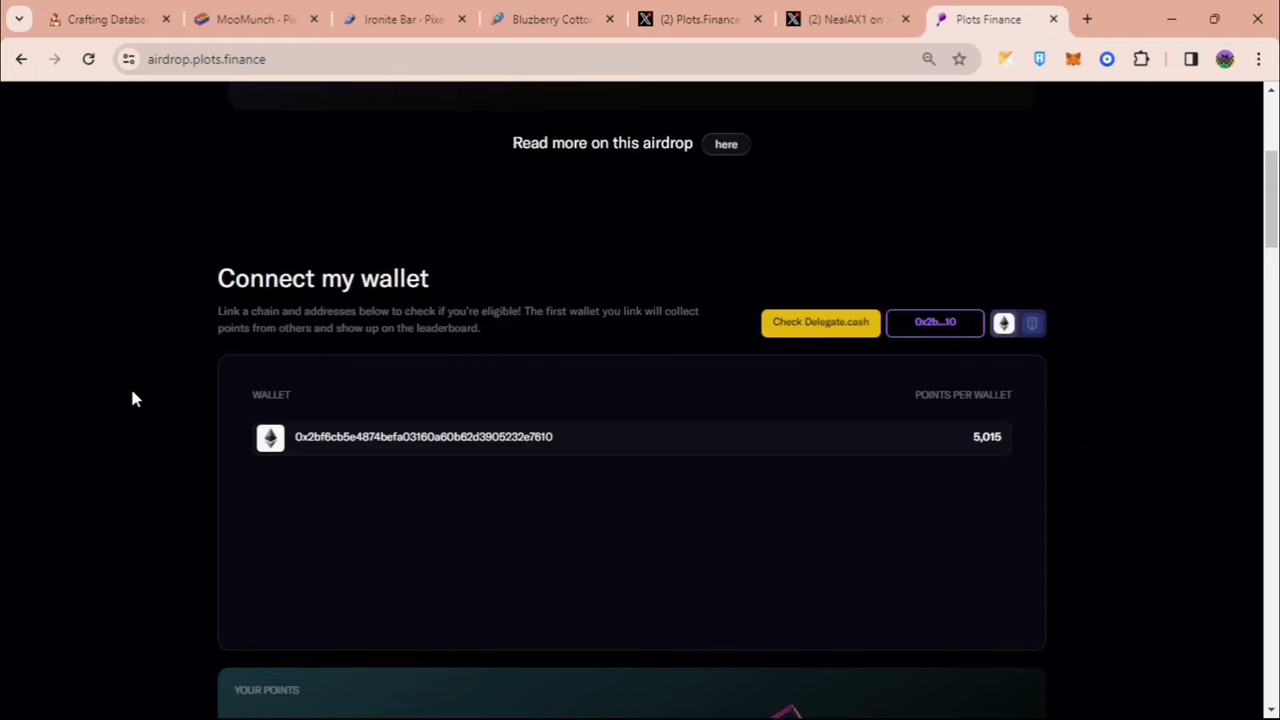 Crafting Databa
MooMunch - Pix
Ironite Bar - Pixe
Bluzberry Cotto
(2) Plots.Finance
(2) NealAX1 on
Plots Finance
airdrop.plots.finance
Read more on this airdrop here
Connect my wallet
Link a chain and addresses below to check if you're eligible! The first wallet you link will collect
points from others and show up on the leaderboard.
Check Delegate.cash
0x2b...10
WALLET
POINTS PER WALLET
0x2bf6cb5e4874befa03160a60b62d3905232e7610
5,015
YOUR POINTS